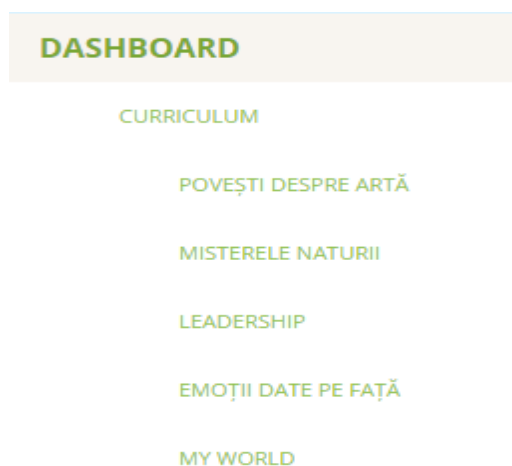 DASHBOARD
CURRICULUM
POVEȘTI DESPRE ARTĂ
MISTERELE NATURII
LEADERSHIP
EMOȚII DATE PE FAȚĂ
MY WORLD